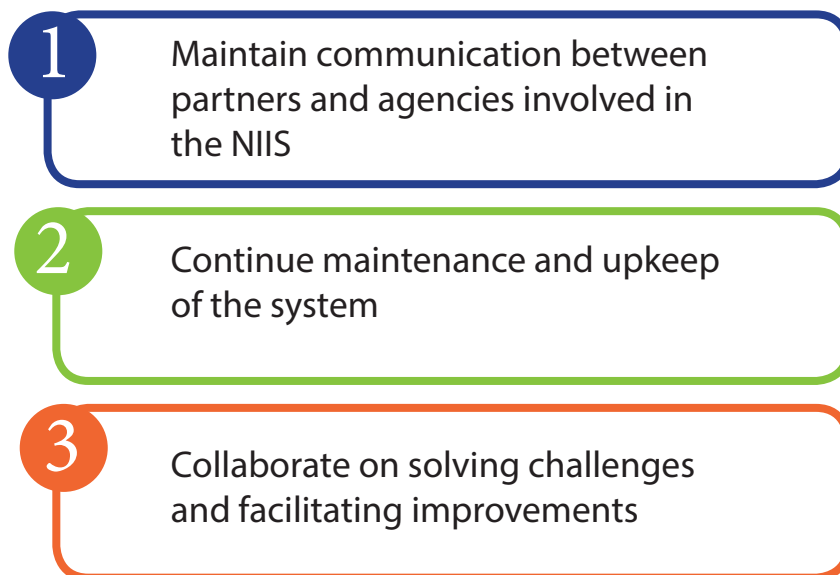 1
Maintain communication between
partners and agencies involved in
the NIIS
2
Continue maintenance and upkeep
of the system
3
Collaborate on solving challenges
and facilitating improvements